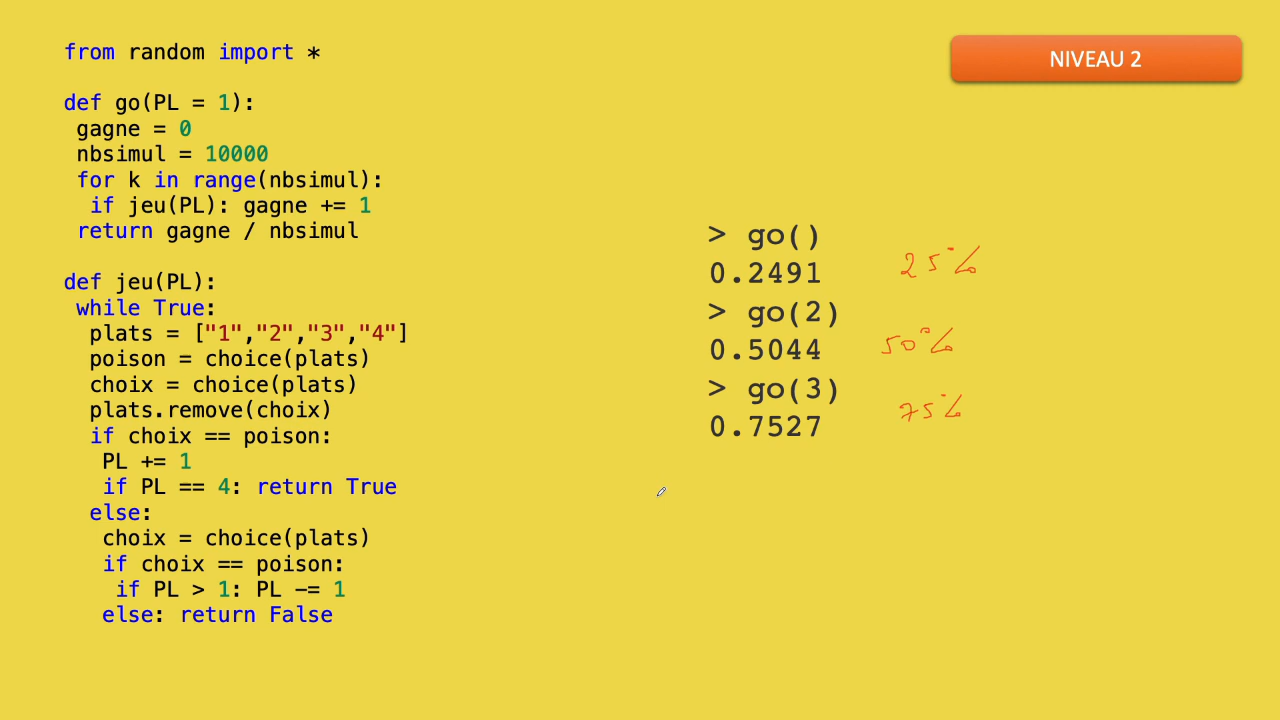 from random import *
def go(PL = 1):
gagne = 0
nbsimul = 10000
for k in range(nbsimul):
if jeu(PL): gagne += 1
return gagne / nbsimul
def jeu(PL):
while True:
plats = ["1","2","3","4"]
poison = choice(plats)
choix = choice(plats)
plats.remove(choix)
if choix == poison:
PL += 1
if PL == 4: return True
else:
choix = choice(plats)
if choix == poison:
if PL > 1: PL -= 1
else: return False
NIVEAU 2
> go()
0.2491
25%
> go(2)
0.5044
50%
> go(3)
0.7527
75%